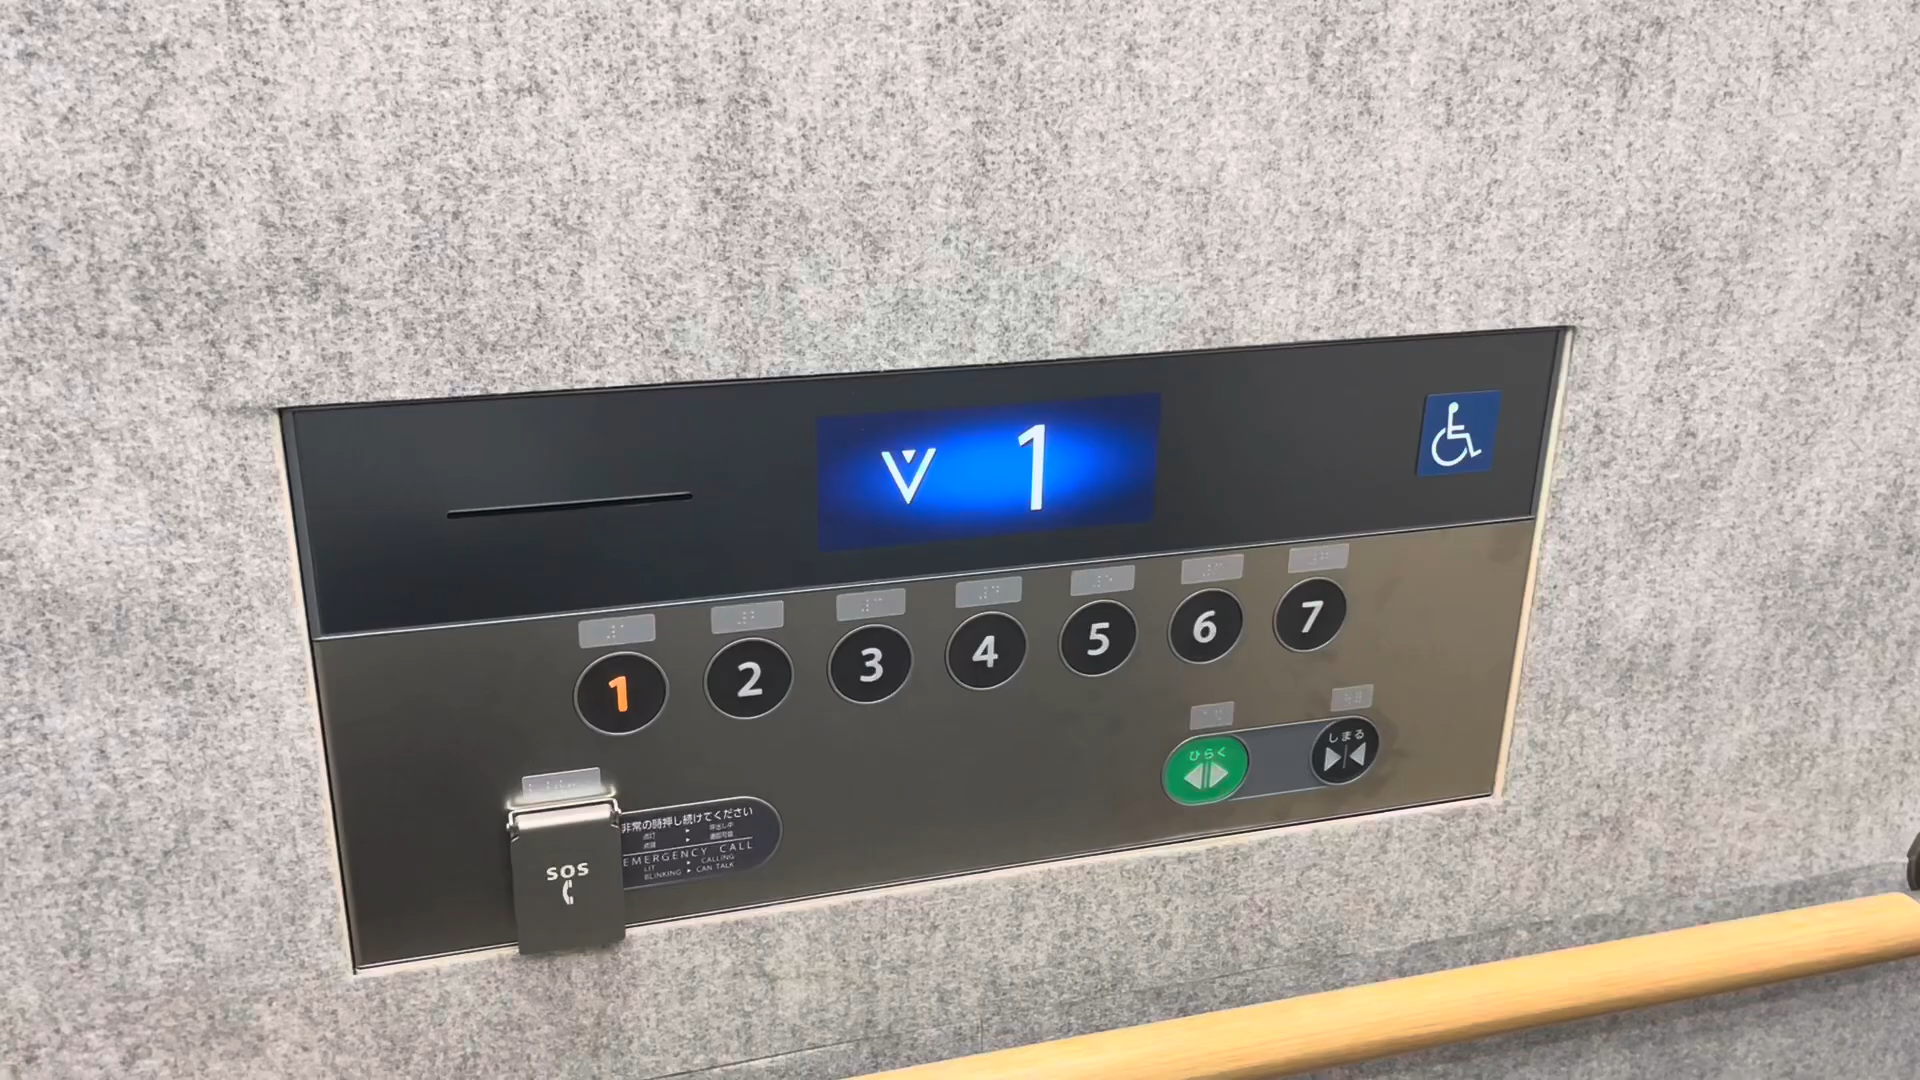 1
1 2 3 4 5 6 7
ひらく
しまる
非常の時押し続けてください
点灯 ▸ 呼出し中
点滅 ▸ 通話可能
EMERGENCY CALL
LIT ▸ CALLING
BLINKING ▸ CAN TALK
SOS